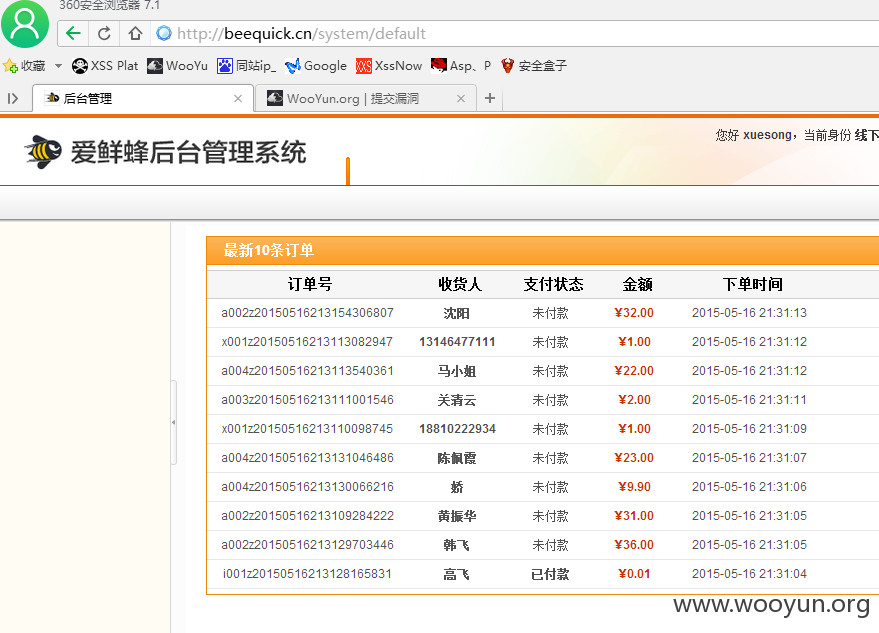 360安全浏览器 7.1
http://beequick.cn/system/default
收藏 XSS Plat WooYu 同站ip_ Google XssNow Asp、P 安全盒子
后台管理 WooYun.org | 提交漏洞
您好 xuesong，当前身份 线下
爱鲜蜂后台管理系统
最新10条订单
订单号 收货人 支付状态 金额 下单时间
a002z20150516213154306807 沈阳 未付款 ¥32.00 2015-05-16 21:31:13
x001z20150516213113082947 13146477111 未付款 ¥1.00 2015-05-16 21:31:12
a004z20150516213113540361 马小姐 未付款 ¥22.00 2015-05-16 21:31:12
a003z20150516213111001546 关清云 未付款 ¥2.00 2015-05-16 21:31:11
x001z20150516213110098745 18810222934 未付款 ¥1.00 2015-05-16 21:31:09
a004z20150516213131046486 陈佩霞 未付款 ¥23.00 2015-05-16 21:31:07
a004z20150516213130066216 娇 未付款 ¥9.90 2015-05-16 21:31:06
a002z20150516213109284222 黄振华 未付款 ¥31.00 2015-05-16 21:31:05
a002z20150516213129703446 韩飞 未付款 ¥36.00 2015-05-16 21:31:05
i001z20150516213128165831 高飞 已付款 ¥0.01 2015-05-16 21:31:04
www.wooyun.org